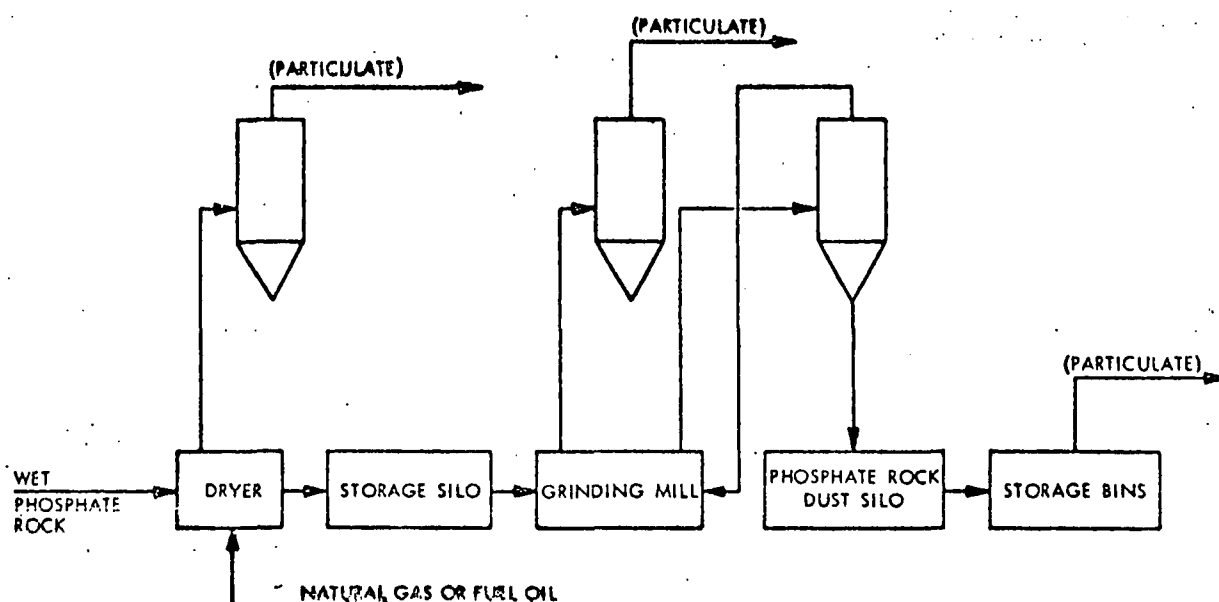 (PARTICULATE)
(PARTICULATE)
(PARTICULATE)
WET
PHOSPHATE
ROCK
DRYER
STORAGE SILO
GRINDING MILL
PHOSPHATE ROCK
DUST SILO
STORAGE BINS
NATURAL GAS OR FUEL OIL